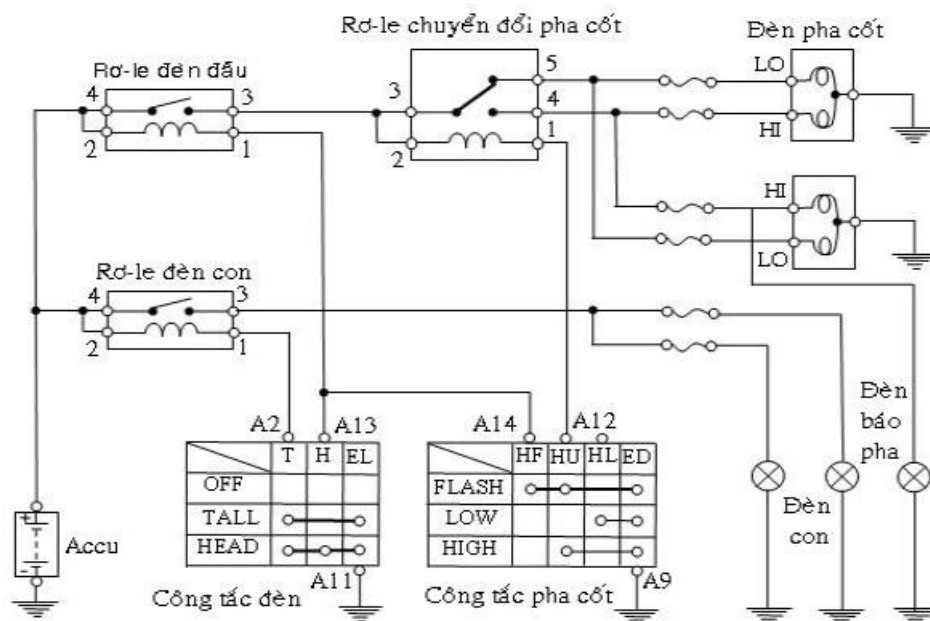 Rơ-le chuyển đổi pha cốt
Đèn pha cốt
Rơ-le đèn đầu
4
3
2
1
3
5
4
1
2
LO
HI
HI
LO
Rơ-le đèn con
4
3
2
1
A2
A13
A14
A12
T H EL
OFF
TALL
HEAD
A11
Công tắc đèn
HF HU HL ED
FLASH
LOW
HIGH
A9
Công tắc pha cốt
+
-
Accu
Đèn
báo
pha
Đèn
con